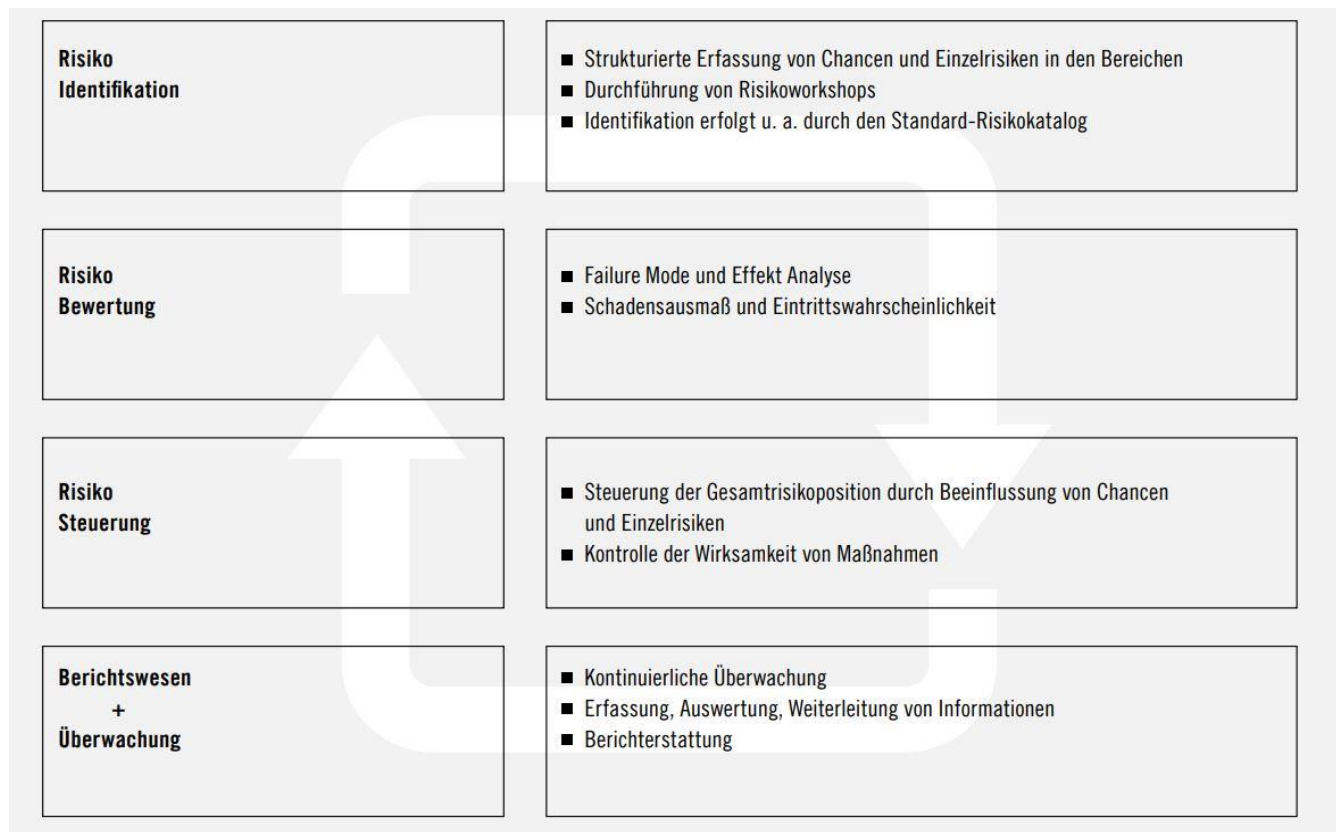 Risiko
Identifikation
■ Strukturierte Erfassung von Chancen und Einzelrisiken in den Bereichen
■ Durchführung von Risikoworkshops
■ Identifikation erfolgt u. a. durch den Standard-Risikokatalog
Risiko
Bewertung
■ Failure Mode und Effekt Analyse
■ Schadensausmaß und Eintrittswahrscheinlichkeit
Risiko
Steuerung
■ Steuerung der Gesamtrisikoposition durch Beeinflussung von Chancen
und Einzelrisiken
■ Kontrolle der Wirksamkeit von Maßnahmen
Berichtswesen
+
Überwachung
■ Kontinuierliche Überwachung
■ Erfassung, Auswertung, Weiterleitung von Informationen
■ Berichterstattung